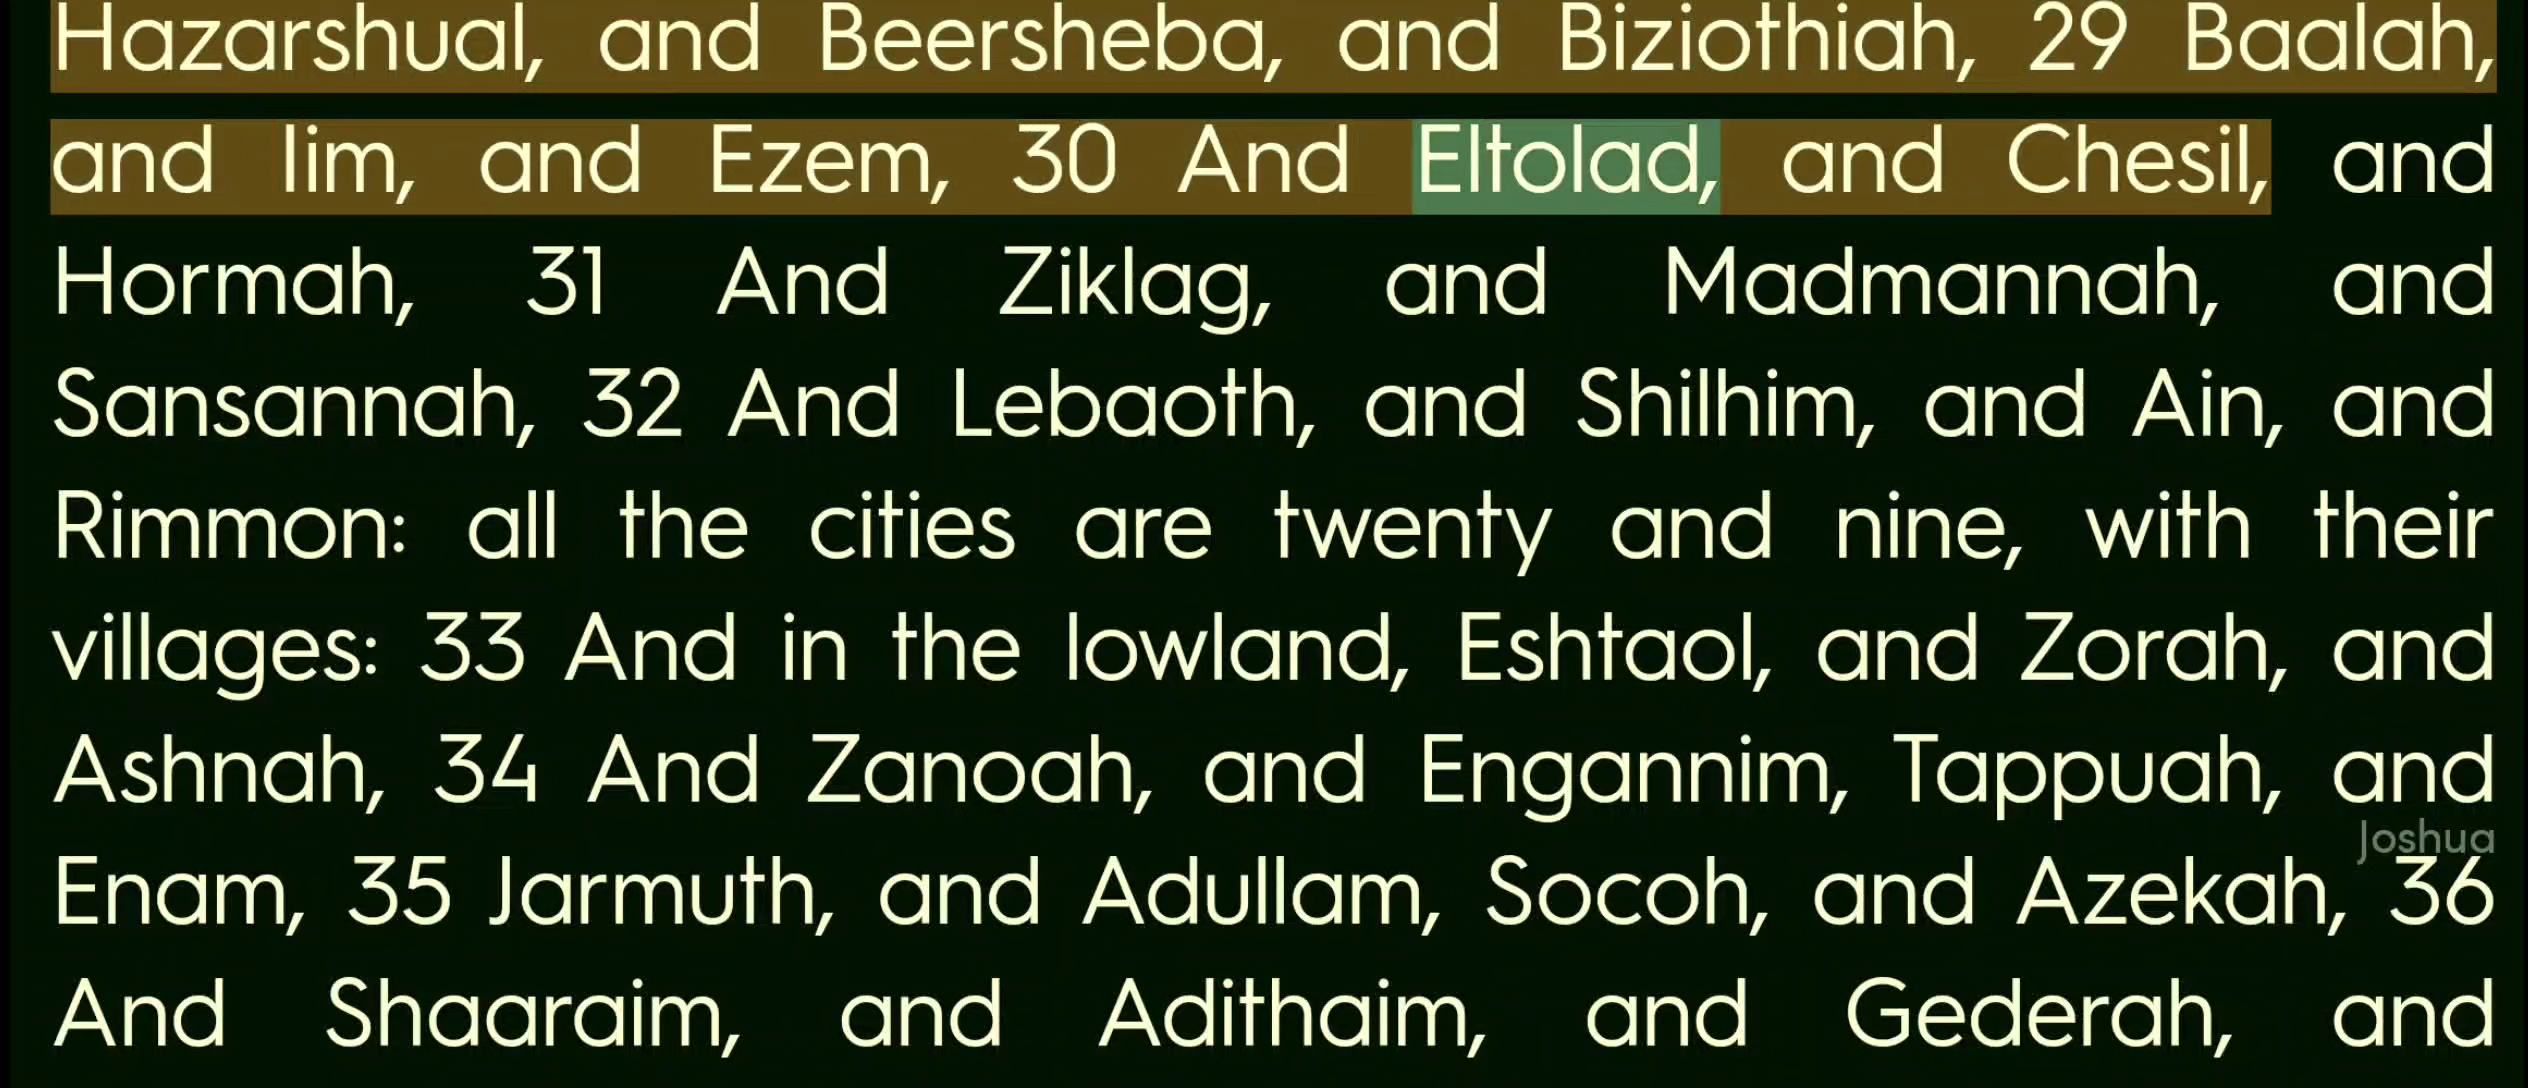 Hazarshual, and Beersheba, and Biziothiah, 29 Baalah,
and Iim, and Ezem, 30 And Eltolad, and Chesil, and
Hormah, 31 And Ziklag, and Madmannah, and
Sansannah, 32 And Lebaoth, and Shilhim, and Ain, and
Rimmon: all the cities are twenty and nine, with their
villages: 33 And in the lowland, Eshtaol, and Zorah, and
Ashnah, 34 And Zanoah, and Engannim, Tappuah, and
Joshua
Enam, 35 Jarmuth, and Adullam, Socoh, and Azekah, 36
And Shaaraim, and Adithaim, and Gederah, and